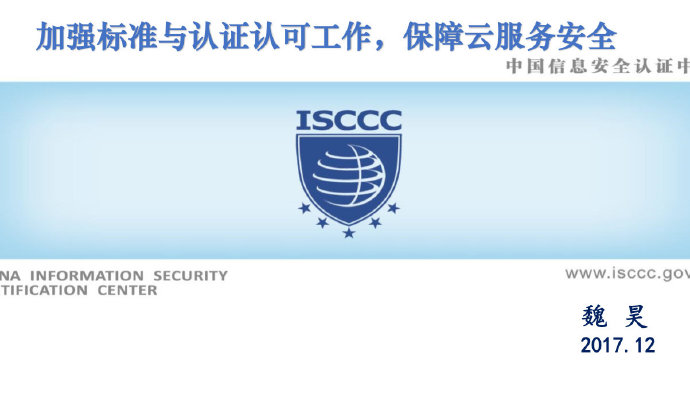 加强标准与认证认可工作，保障云服务安全
中国信息安全认证中
ISCCC
NA INFORMATION SECURITY
TIFICATION CENTER
www.isccc.gov
魏 昊
2017.12